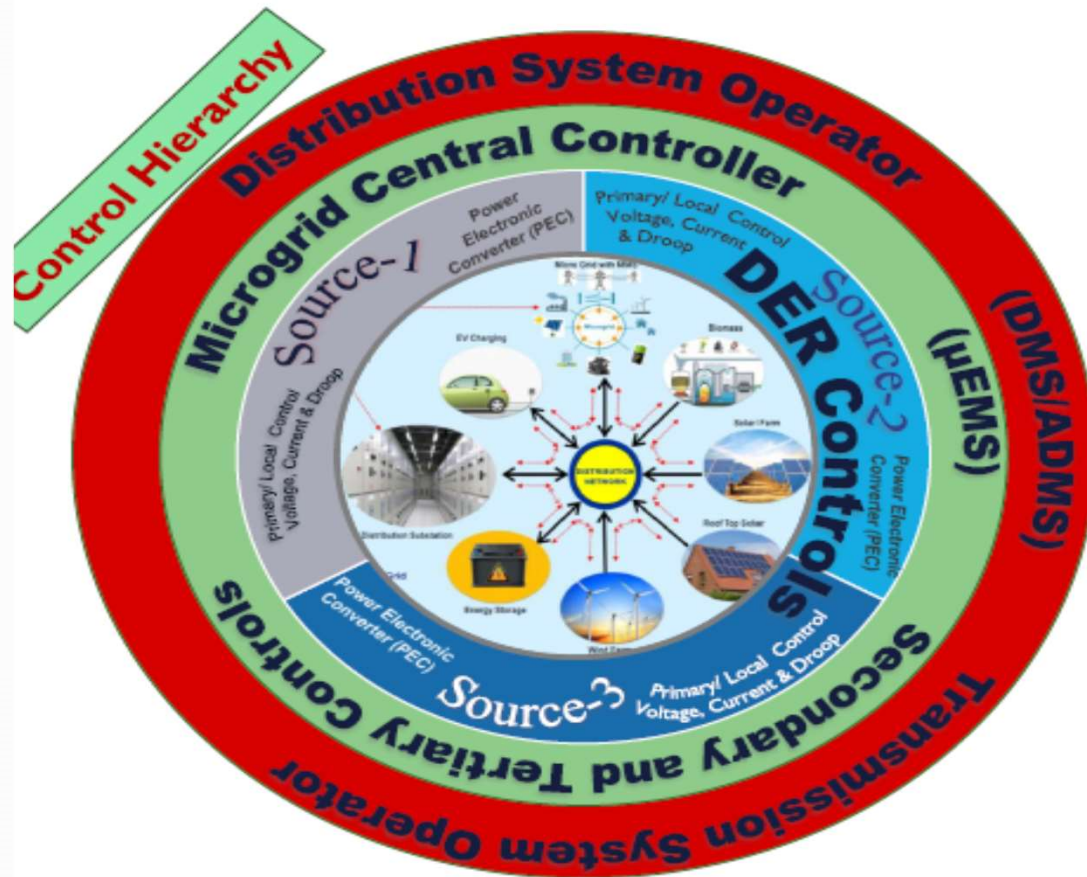 Control Hierarchy
Distribution System Operator
(DMS/ADMS)
Transmission System Operator
Microgrid Central Controller
(µEMS)
Secondary and Tertiary Controls
DER Controls
Source-1
Power
Electronic
Converter (PEC)
Primary/ Local Control
Voltage, Current & Droop
Source-2
Primary/ Local Control
Voltage, Current
& Droop
Power Electronic
Converter (PEC)
Source-3
Power Electronic
Converter (PEC)
Primary/ Local Control
Voltage, Current & Droop
Microgrid
EV Charging
Biomass
Solar Farm
DISTRIBUTION
NETWORK
Distribution Substation
Roof Top Solar
Energy Storage